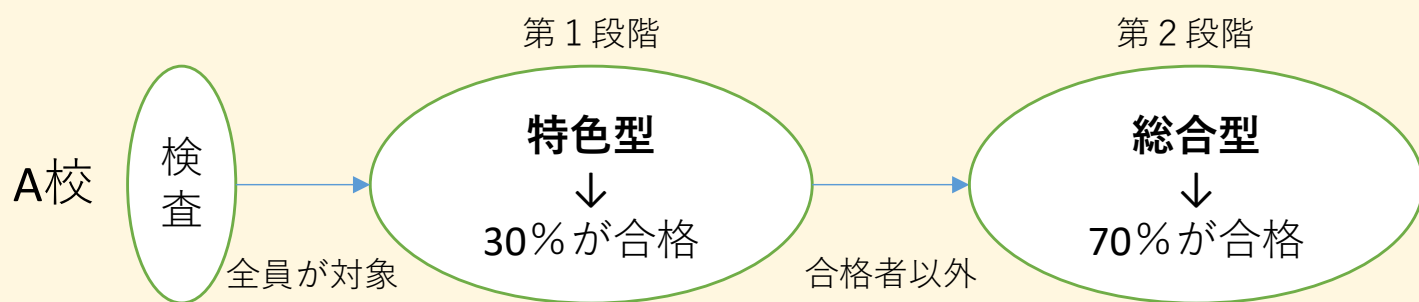 第１段階
第２段階
A校
検査
全員が対象
特色型
↓
30％が合格
合格者以外
総合型
↓
70％が合格